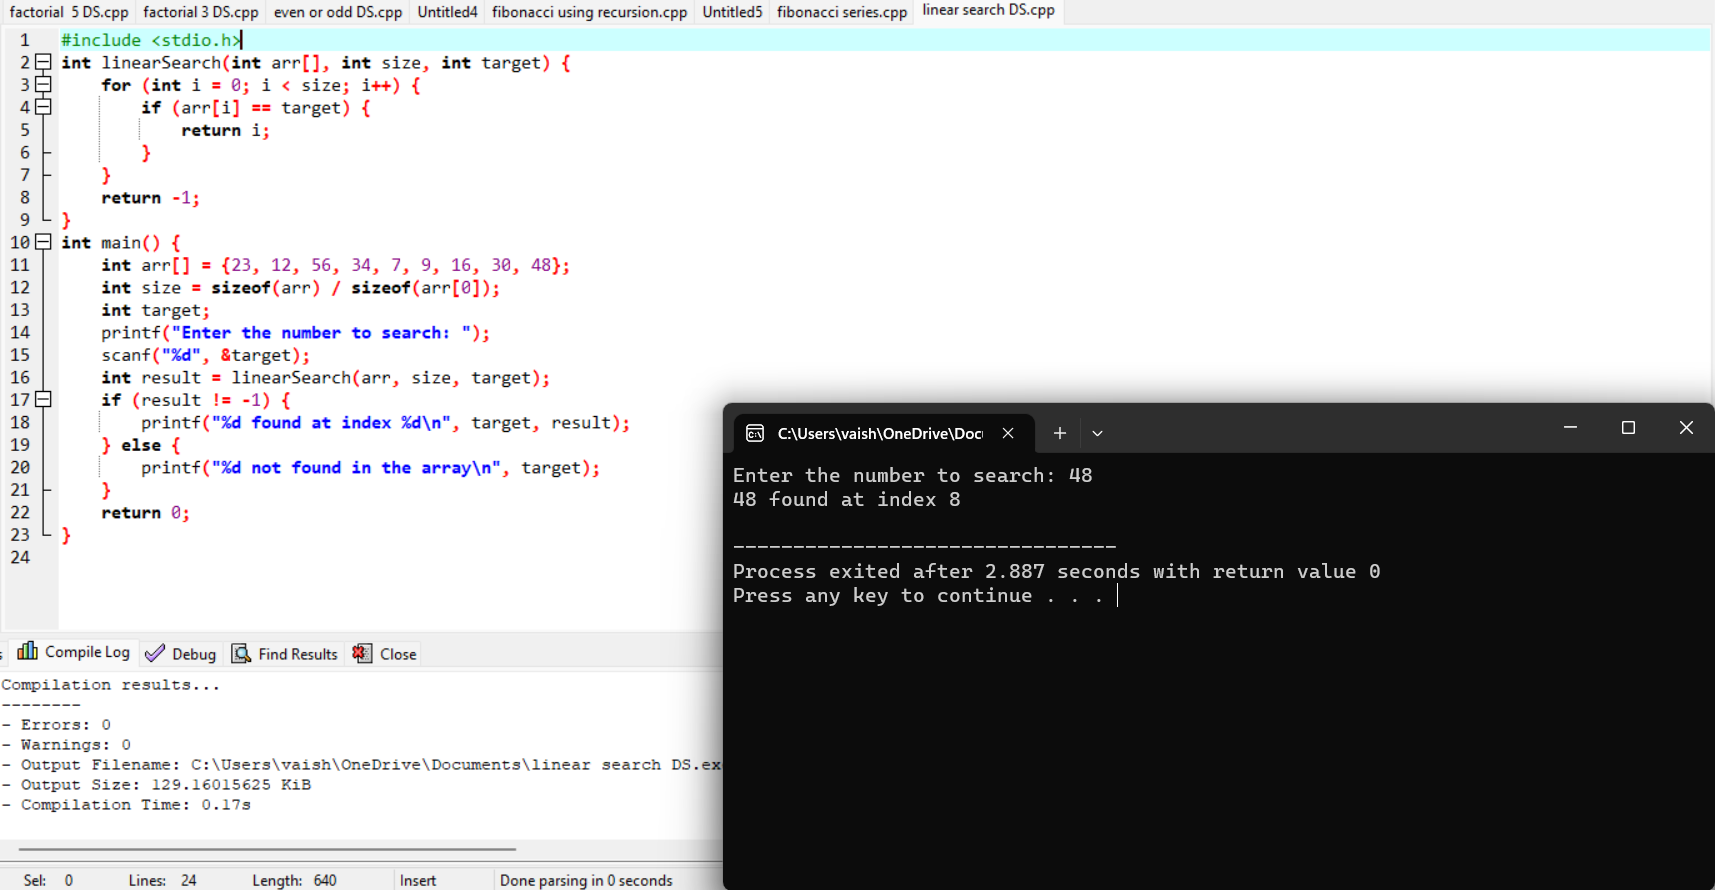 factorial 5 DS.cpp factorial 3 DS.cpp even or odd DS.cpp Untitled4 fibonacci using recursion.cpp Untitled5 fibonacci series.cpp linear search DS.cpp
1 #include <stdio.h>
2 int linearSearch(int arr[], int size, int target) {
3 for (int i = 0; i < size; i++) {
4 if (arr[i] == target) {
5 return i;
6 }
7 }
8 return -1;
9 }
10 int main() {
11 int arr[] = {23, 12, 56, 34, 7, 9, 16, 30, 48};
12 int size = sizeof(arr) / sizeof(arr[0]);
13 int target;
14 printf("Enter the number to search: ");
15 scanf("%d", &target);
16 int result = linearSearch(arr, size, target);
17 if (result != -1) {
18 printf("%d found at index %d\n", target, result);
19 } else {
20 printf("%d not found in the array\n", target);
21 }
22 return 0;
23 }
24
C:\Users\vaish\OneDrive\Doc
Enter the number to search: 48
48 found at index 8
--------------------------------
Process exited after 2.887 seconds with return value 0
Press any key to continue . . .
Compile Log Debug Find Results Close
Compilation results...
--------
- Errors: 0
- Warnings: 0
- Output Filename: C:\Users\vaish\OneDrive\Documents\linear search DS.ex
- Output Size: 129.16015625 KiB
- Compilation Time: 0.17s
Sel: 0 Lines: 24 Length: 640 Insert Done parsing in 0 seconds